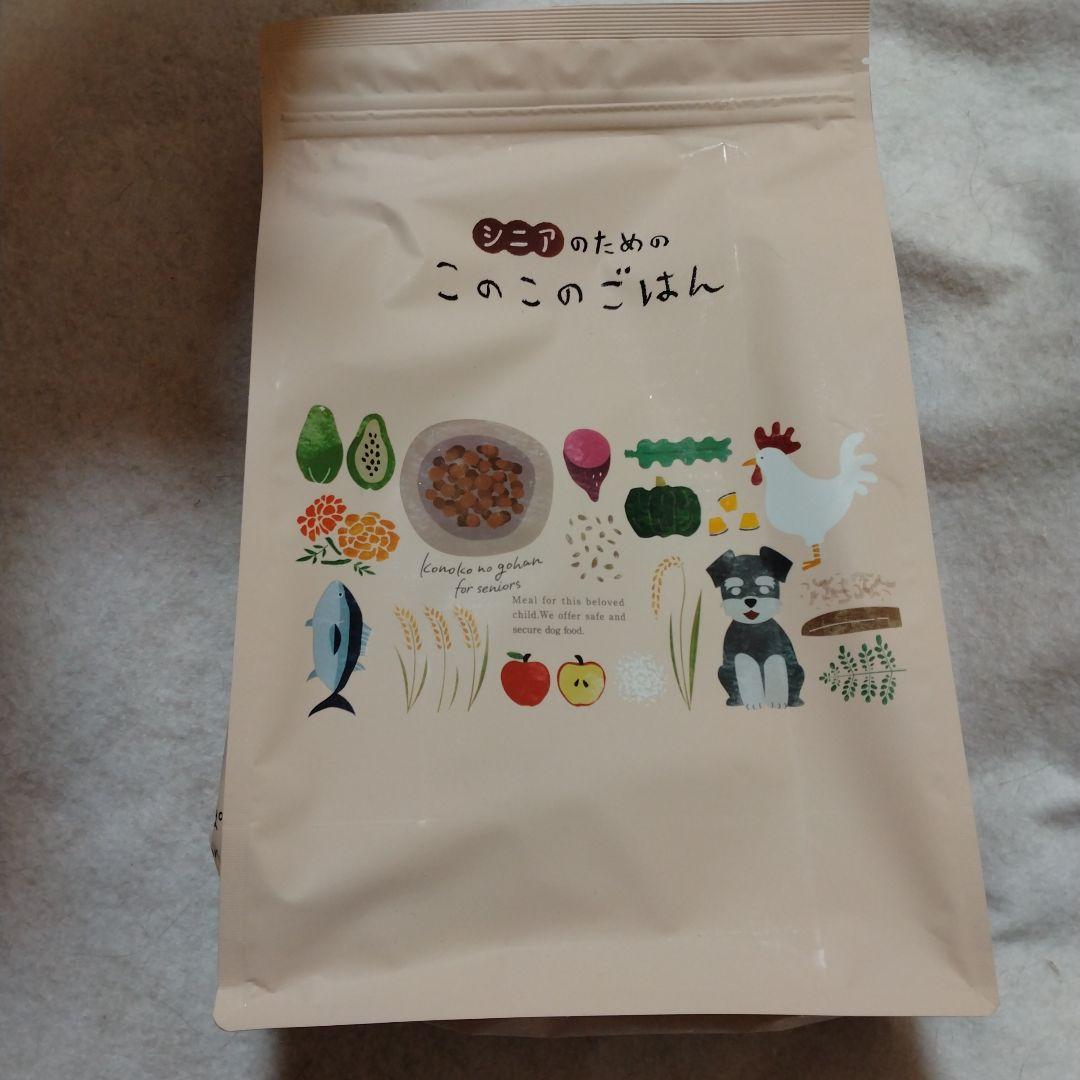 シニアのための
このこのごはん
konoko no gohan
for seniors
Meal for this beloved
child.We offer safe and
secure dog food.